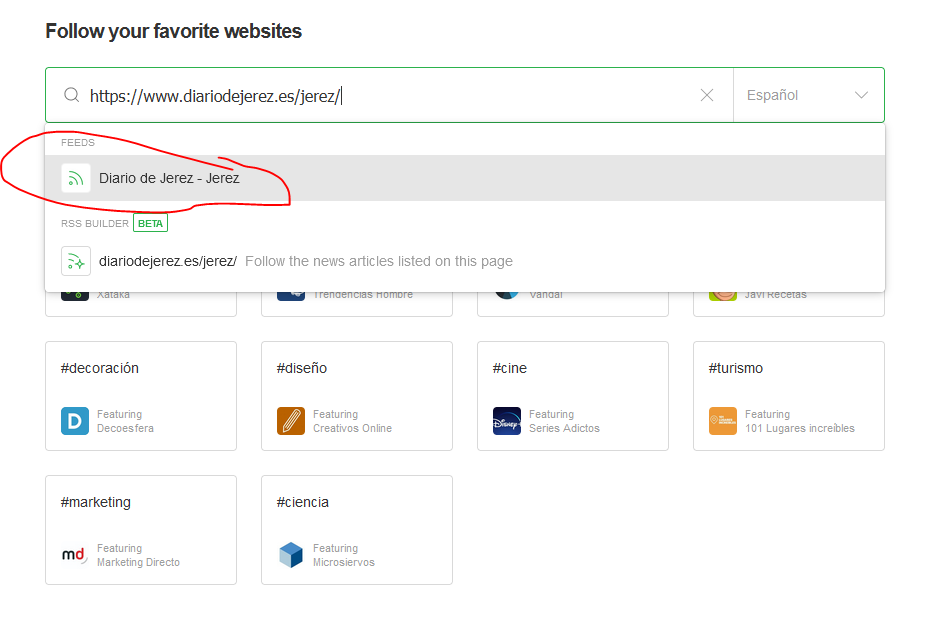 Follow your favorite websites
https://www.diariodejerez.es/jerez/
Español
FEEDS
Diario de Jerez - Jerez
RSS BUILDER BETA
diariodejerez.es/jerez/ Follow the news articles listed on this page
Xataka
Trendencias Hombre
Vandal
Javi Recetas
#decoración
Featuring
Decoesfera
#diseño
Featuring
Creativos Online
#cine
Disney+
Featuring
Series Adictos
#turismo
Featuring
101 Lugares increíbles
#marketing
md
Featuring
Marketing Directo
#ciencia
Featuring
Microsiervos